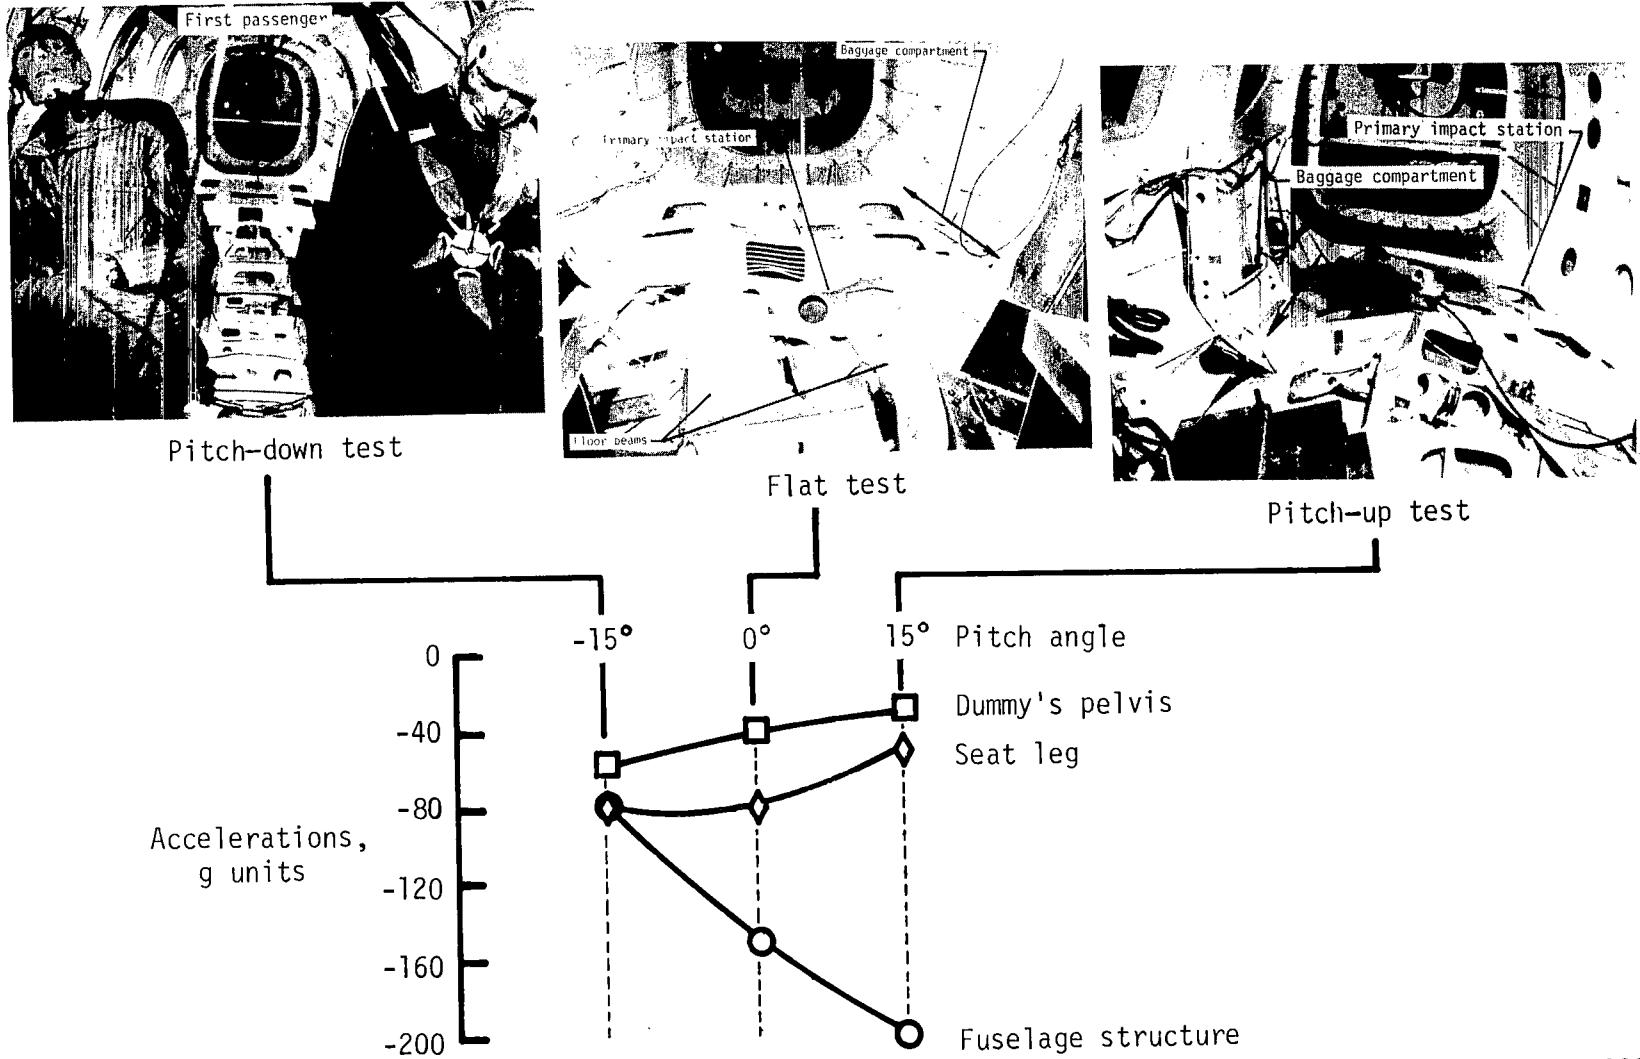 First passenger
Baggage compartment
Primary impact station
Floor beams
Primary impact station
Baggage compartment
Pitch-down test
Flat test
Pitch-up test
-15° 0° 15° Pitch angle
0
-40
-80
-120
-160
-200
Accelerations,
g units
Dummy's pelvis
Seat leg
Fuselage structure